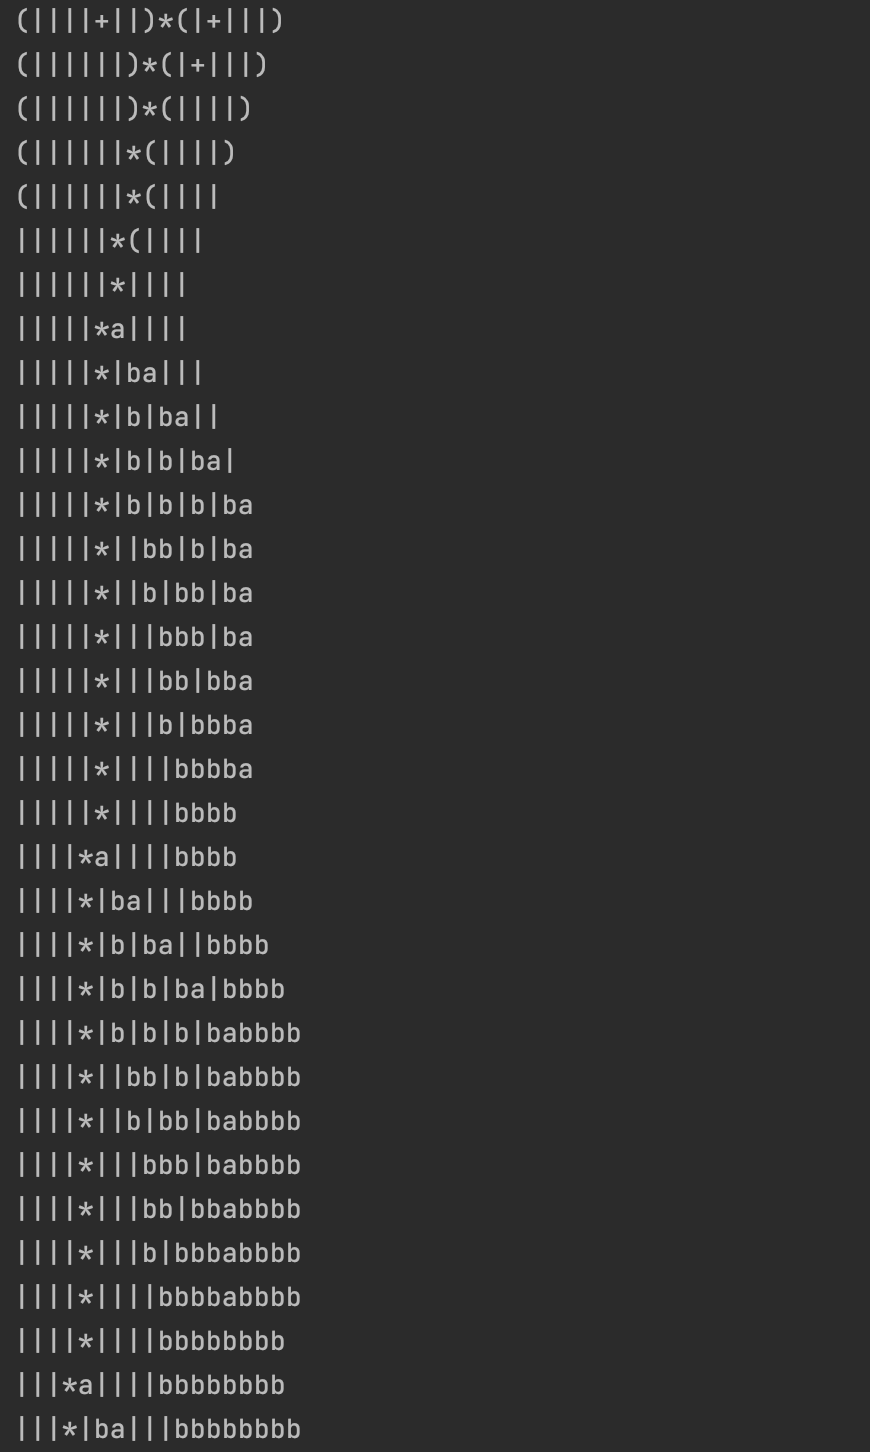 (||||+||)*(|+|||)
(||||||)*(|+|||)
(||||||)*(||||)
(||||||*(||||)
(||||||*(||||
||||||*(||||
||||||*||||
|||||*a||||
|||||*|ba|||
|||||*|b|ba||
|||||*|b|b|ba|
|||||*|b|b|b|ba
|||||*||bb|b|ba
|||||*||b|bb|ba
|||||*|||bbb|ba
|||||*|||bb|bba
|||||*|||b|bbba
|||||*||||bbbba
|||||*||||bbbb
||||*a||||bbbb
||||*|ba|||bbbb
||||*|b|ba||bbbb
||||*|b|b|ba|bbbb
||||*|b|b|b|babbbb
||||*||bb|b|babbbb
||||*||b|bb|babbbb
||||*|||bbb|babbbb
||||*|||bb|bbabbbb
||||*|||b|bbbabbbb
||||*||||bbbbabbbb
||||*||||bbbbbbbb
|||*a||||bbbbbbbb
|||*|ba|||bbbbbbbb